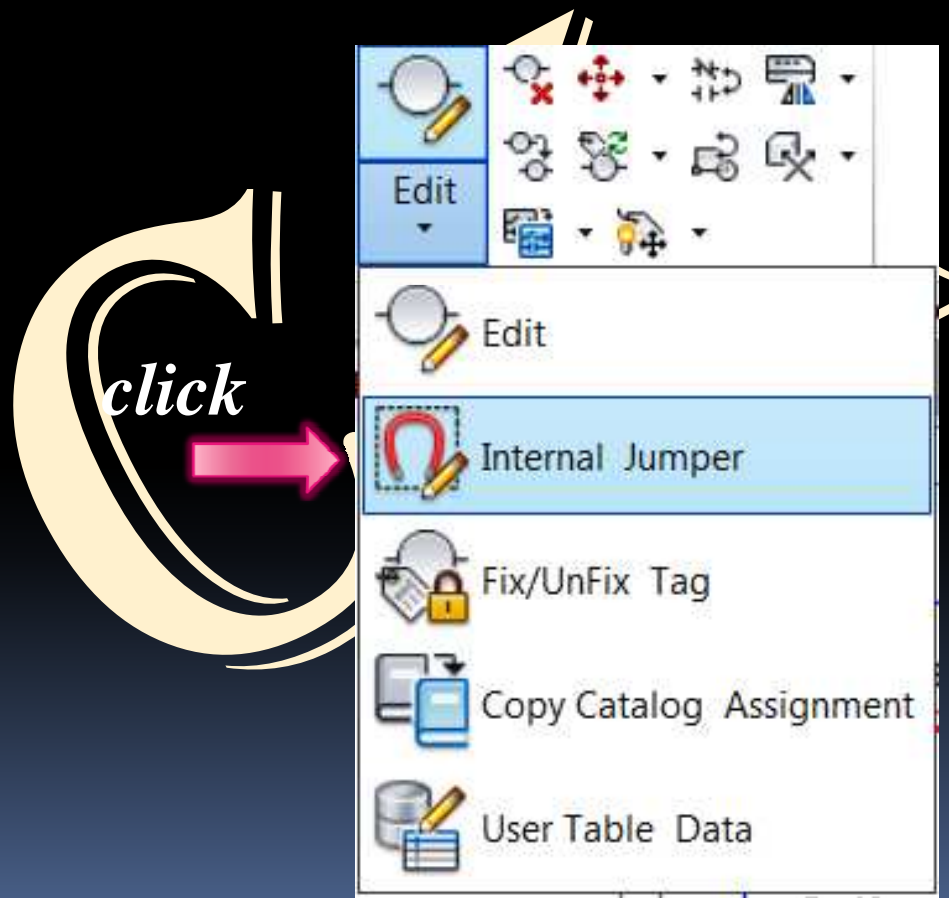 Edit
Edit
click
Internal Jumper
Fix/UnFix Tag
Copy Catalog Assignment
User Table Data